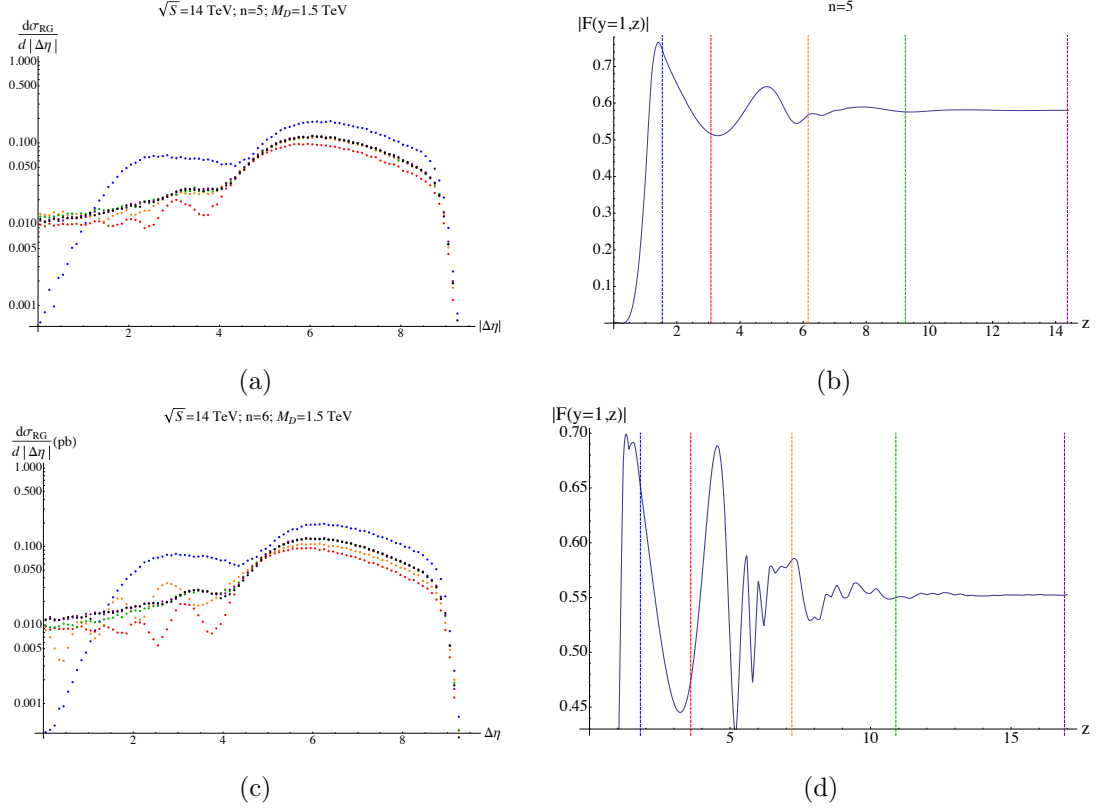 √S =14 TeV; n=5; M_D=1.5 TeV
dσ_RG
d | Δη |
1.000
0.500
0.100
0.050
0.010
0.005
0.001
2 4 6 8
|Δη|
(a)
n=5
|F(y=1,z)|
0.7
0.6
0.5
0.4
0.3
0.2
0.1
2 4 6 8 10 12 14
z
(b)
√S =14 TeV; n=6; M_D=1.5 TeV
dσ_RG
d | Δη | (pb)
1.000
0.500
0.100
0.050
0.010
0.005
0.001
2 4 6 8
Δη
(c)
|F(y=1,z)|
0.70
0.65
0.60
0.55
0.50
0.45
5 10 15
z
(d)